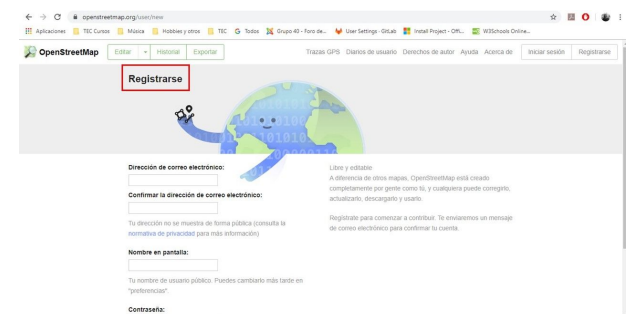 openstreetmap.org/user/new
Aplicaciones TEC Cursos Música Hobbies y otros TEC Todos Grupo 40 - Foro de... User Settings · GitLab Install Project - Offi... W3Schools Onlin...
OpenStreetMap Editar Historial Exportar Trazas GPS Diarios de usuario Derechos de autor Ayuda Acerca de Iniciar sesión Registrarse
Registrarse
Dirección de correo electrónico:
Libre y editable
A diferencia de otros mapas, OpenStreetMap está creado
completamente por gente como tú, y cualquiera puede corregirlo,
actualizarlo, descargarlo y usarlo.
Regístrate para comenzar a contribuir. Te enviaremos un mensaje
de correo electrónico para confirmar tu cuenta.
Confirmar la dirección de correo electrónico:
Tu dirección no se muestra de forma pública (consulta la
normativa de privacidad para más información)
Nombre en pantalla:
Tu nombre de usuario público. Puedes cambiarlo más tarde en
"preferencias".
Contraseña: